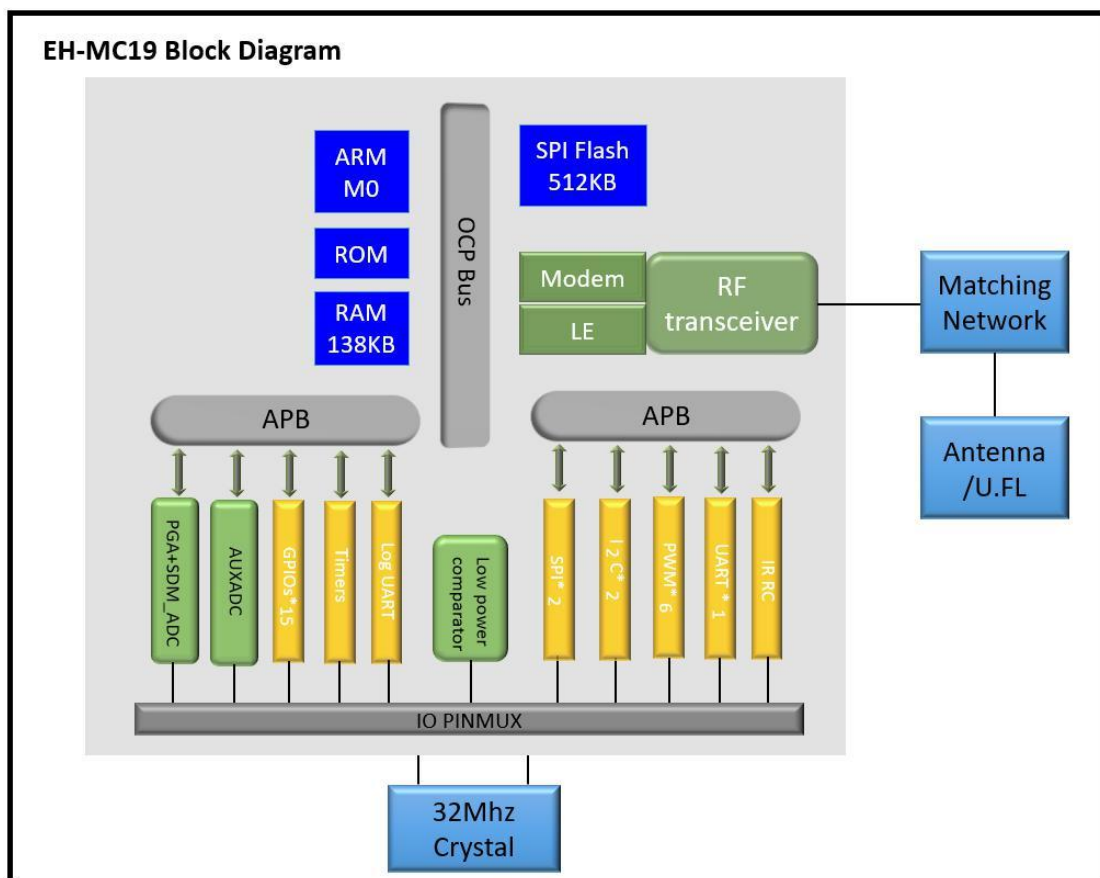 EH-MC19 Block Diagram
ARM
M0
ROM
RAM
138KB
OCP Bus
SPI Flash
512KB
Modem
LE
RF
transceiver
Matching
Network
Antenna
/U.FL
APB
APB
PGA+SDM_ADC
AUXADC
GPIOs*15
Timers
Log UART
Low power
comparator
SPI* 2
I 2 C* 2
PWM* 6
UART * 1
IR RC
IO PINMUX
32Mhz
Crystal